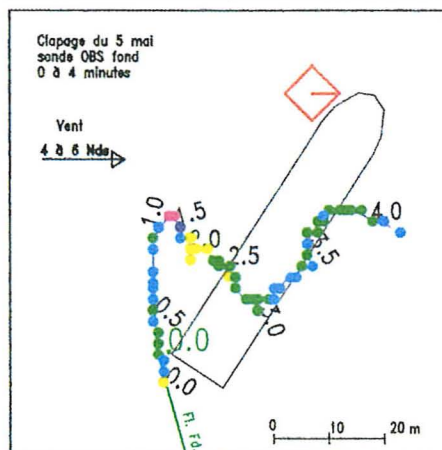 Clapage du 5 mai
sonde OBS fond
0 à 4 minutes
Vent
4 à 6 Nds
1.0
1.5
2.0
2.5
4.0
3.5
3.0
0.5
0.0
0.0
Fl. Fd.
0 10 20 m